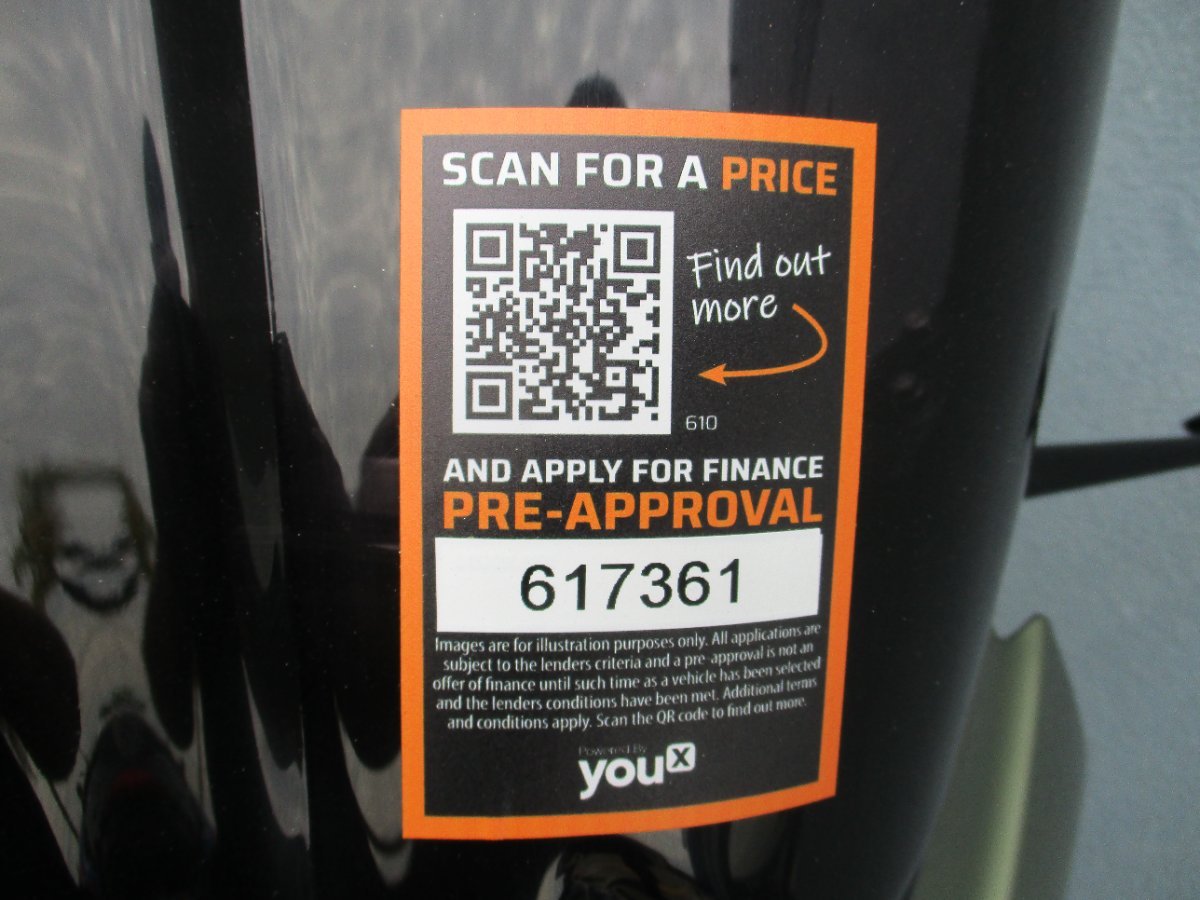 SCAN FOR A PRICE
Find out
more
610
AND APPLY FOR FINANCE
PRE-APPROVAL
617361
Images are for illustration purposes only. All applications are
subject to the lenders criteria and a pre-approval is not an
offer of finance until such time as a vehicle has been selected
and the lenders conditions have been met. Additional terms
and conditions apply. Scan the QR code to find out more.
Powered By
youX